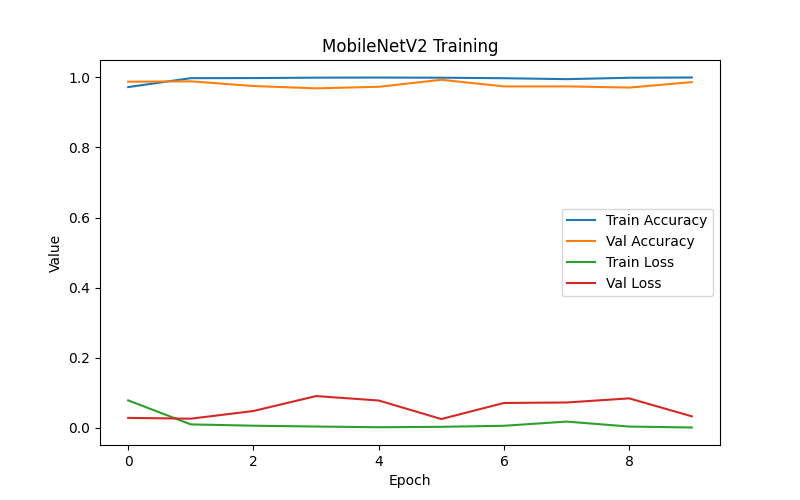 MobileNetV2 Training
1.0
0.8
0.6
0.4
0.2
0.0
Value
Train Accuracy
Val Accuracy
Train Loss
Val Loss
0 2 4 6 8
Epoch